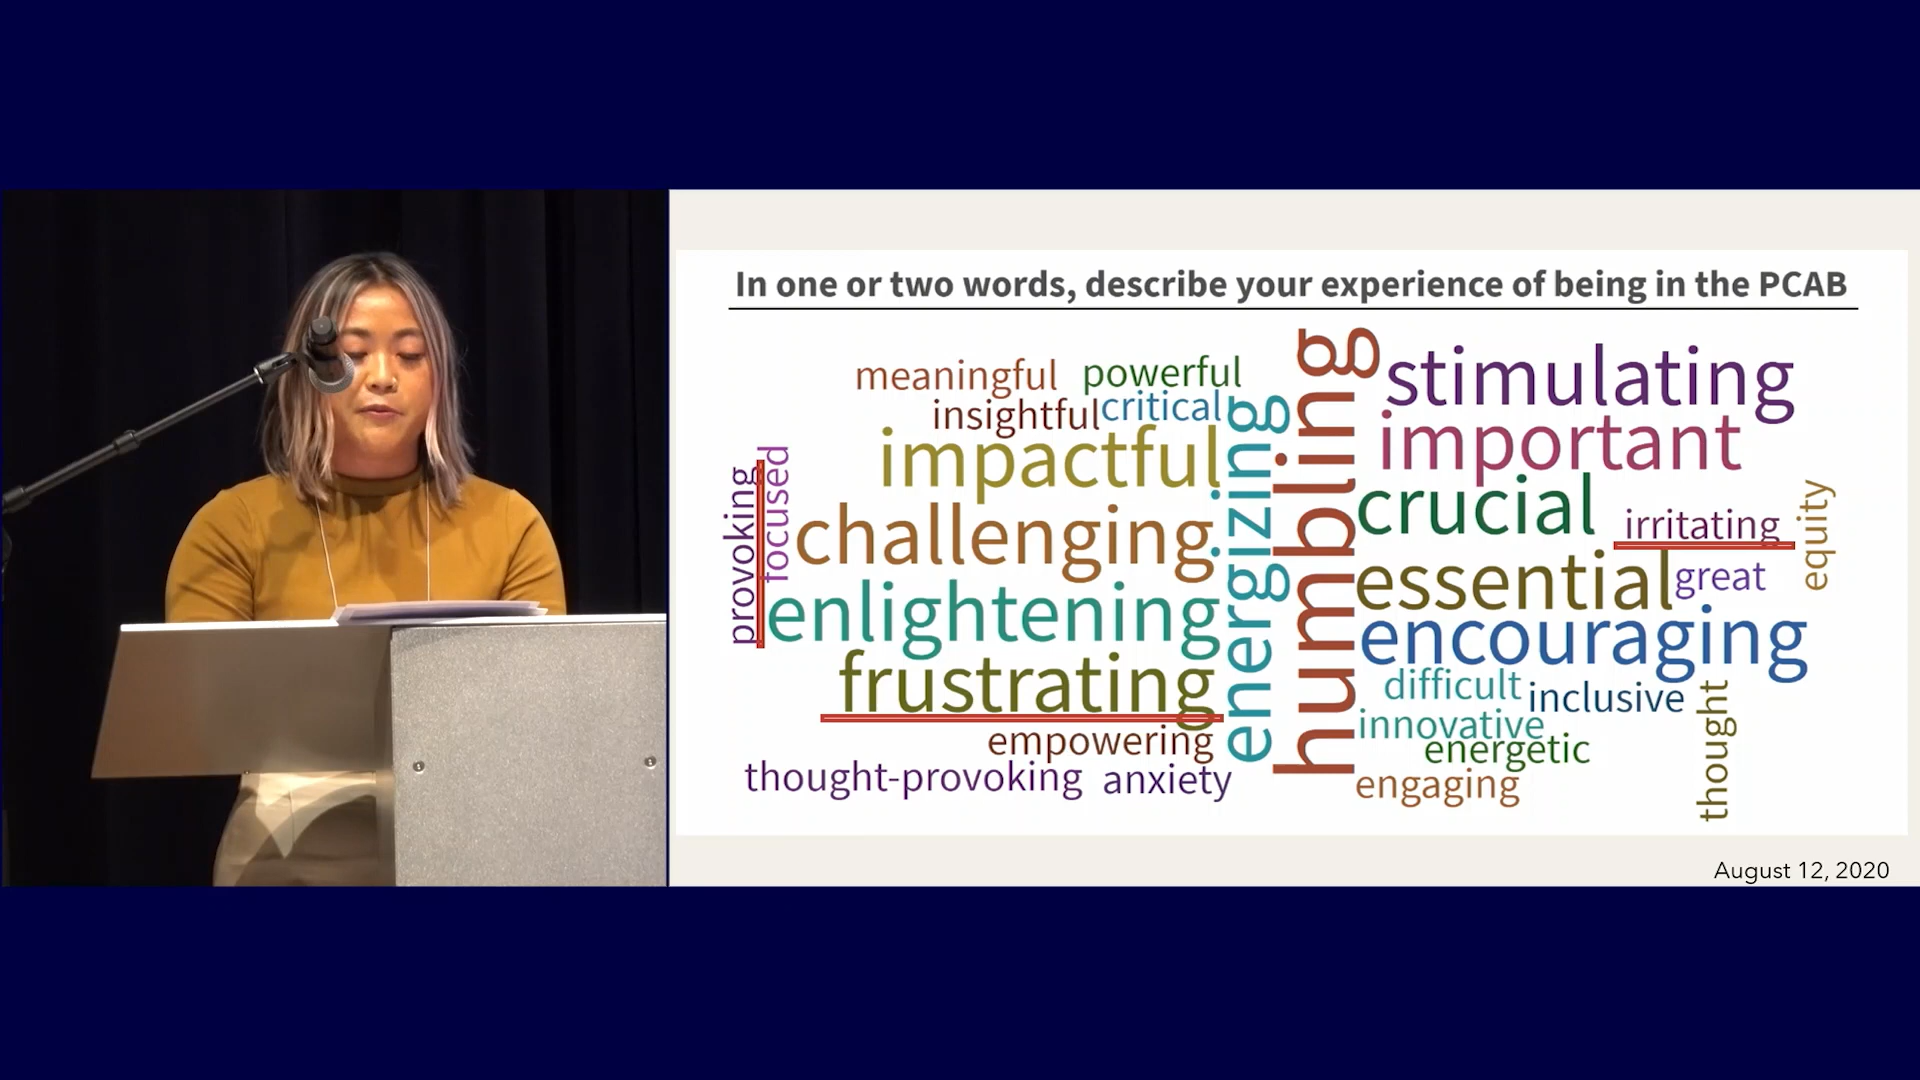 In one or two words, describe your experience of being in the PCAB
meaningful
powerful
insightful
critical
impactful
provoking
focused
challenging
enlightening
frustrating
empowering
thought-provoking
anxiety
energizing
humbling
stimulating
important
crucial
irritating
equity
essential
great
encouraging
difficult
inclusive
innovative
energetic
engaging
thought
August 12, 2020